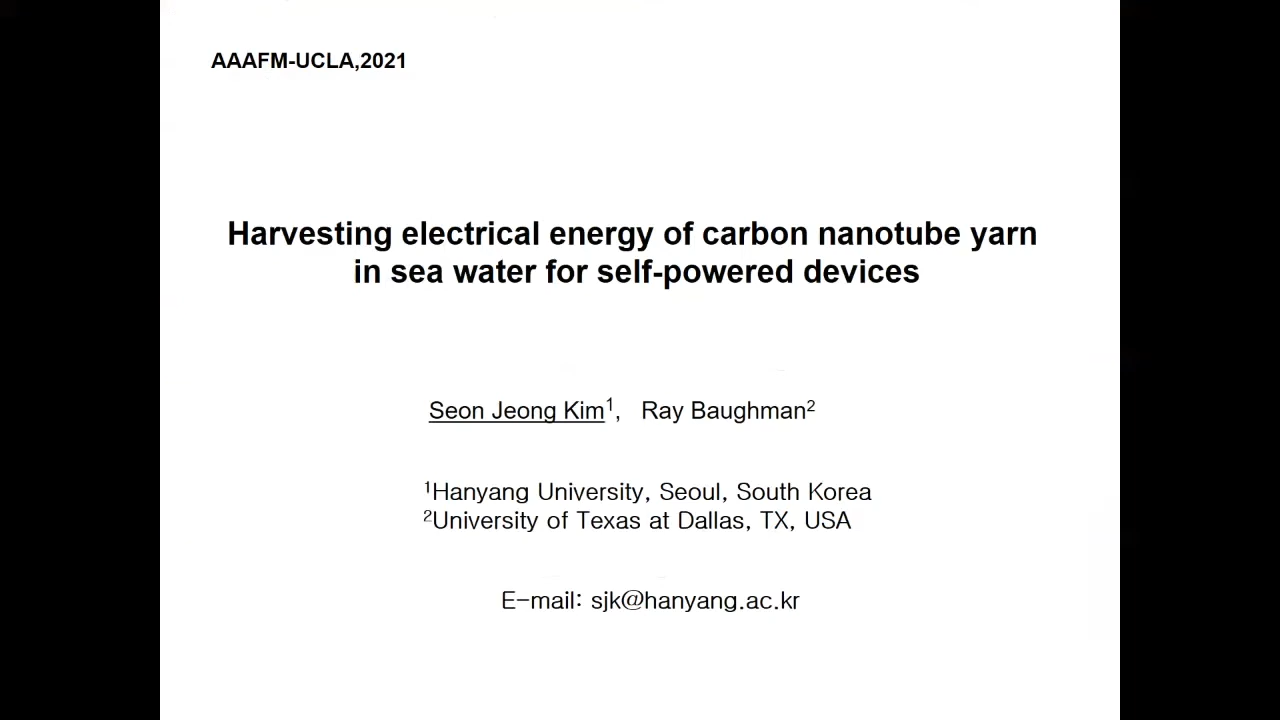 AAAFM-UCLA,2021
Harvesting electrical energy of carbon nanotube yarn
in sea water for self-powered devices
Seon Jeong Kim¹, Ray Baughman²
¹Hanyang University, Seoul, South Korea
²University of Texas at Dallas, TX, USA
E-mail: sjk@hanyang.ac.kr